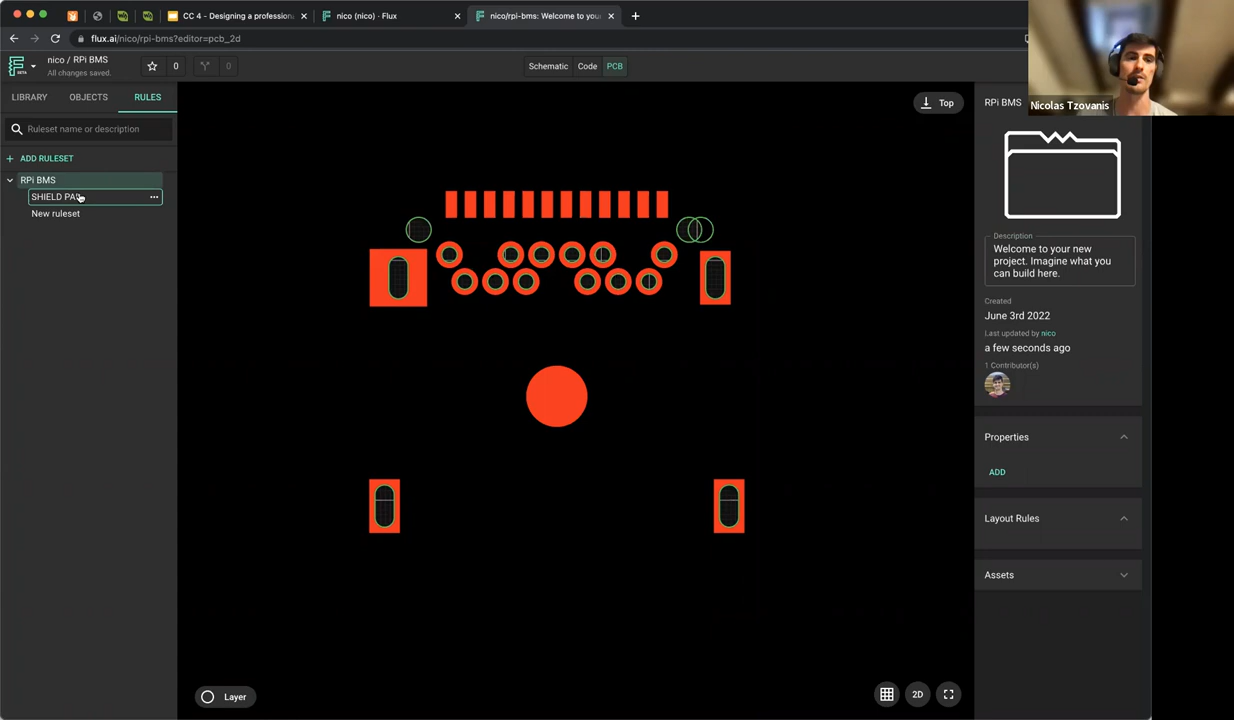 CC 4 - Designing a profession
nico (nico) · Flux
nico/rpi-bms: Welcome to you
flux.ai/nico/rpi-bms?editor=pcb_2d
nico / RPi BMS
BETA
All changes saved.
0
0
Schematic
Code
PCB
Nicolas Tzovanis
LIBRARY
OBJECTS
RULES
Top
RPi BMS
Ruleset name or description
ADD RULESET
RPi BMS
SHIELD PA
New ruleset
Description
Welcome to your new
project. Imagine what you
can build here.
Created
June 3rd 2022
Last updated by nico
a few seconds ago
1 Contributor(s)
Properties
ADD
Layout Rules
Assets
Layer
2D